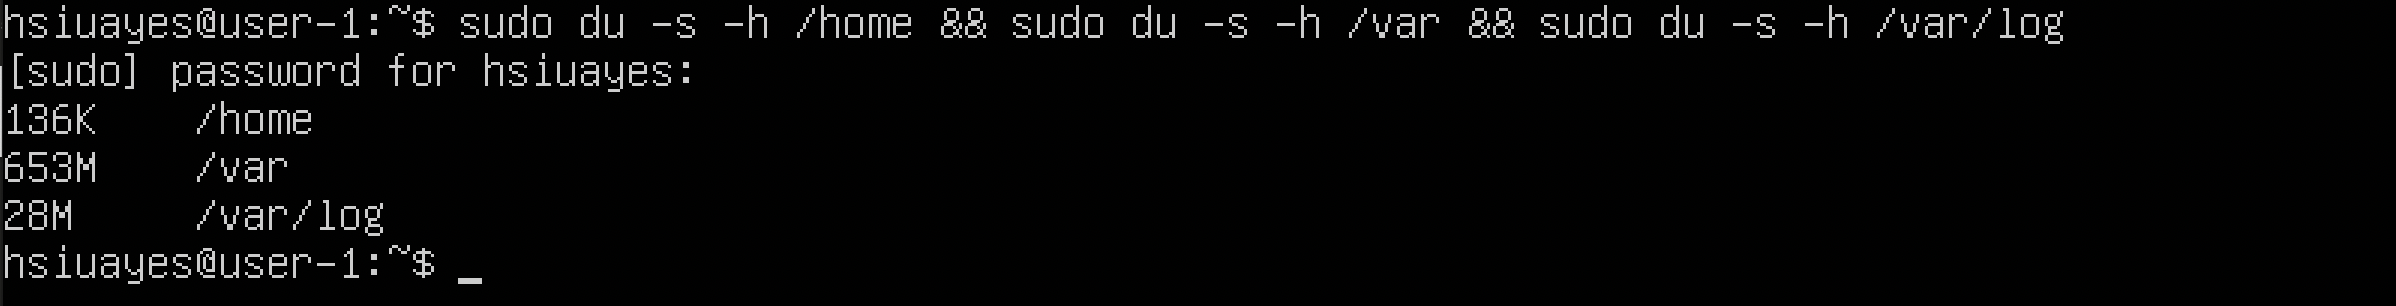 hsiuayes@user-1:~$ sudo du -s -h /home && sudo du -s -h /var && sudo du -s -h /var/log
[sudo] password for hsiuayes:
136K    /home
653M    /var
28M     /var/log
hsiuayes@user-1:~$ _